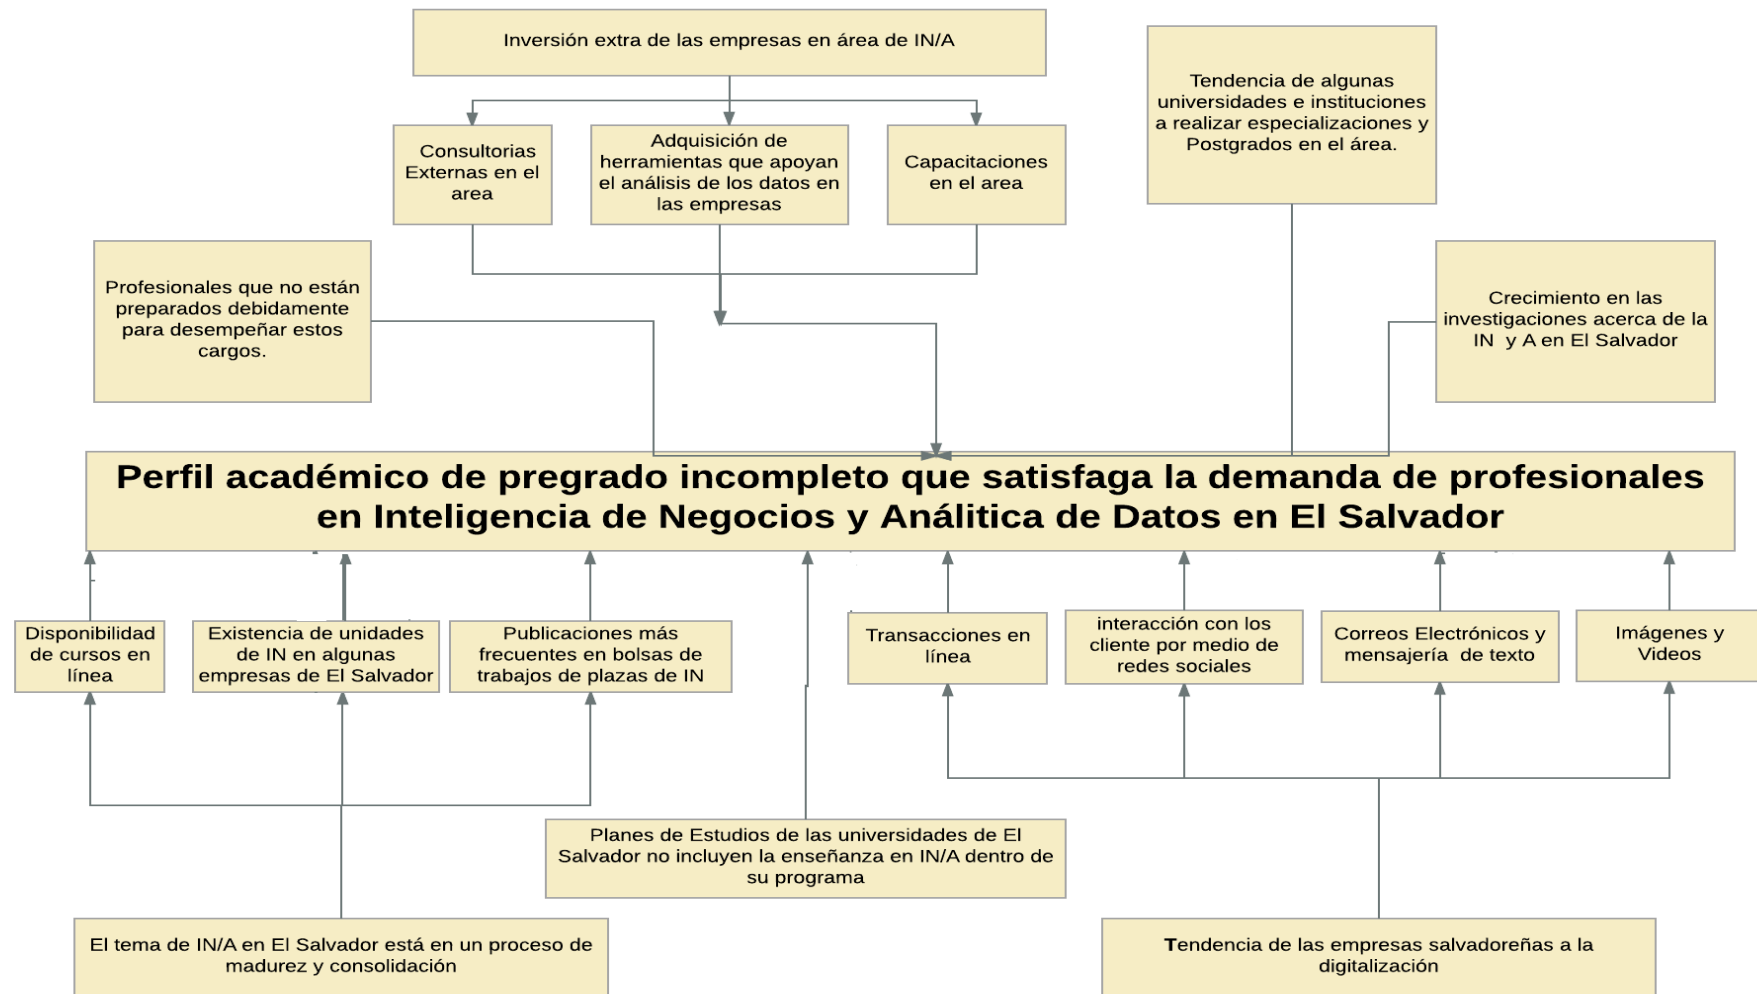 Inversión extra de las empresas en área de IN/A
Tendencia de algunas
universidades e instituciones
a realizar especializaciones y
Postgrados en el área.
Consultorias
Externas en el
area
Adquisición de
herramientas que apoyan
el análisis de los datos en
las empresas
Capacitaciones
en el area
Profesionales que no están
preparados debidamente
para desempeñar estos
cargos.
Crecimiento en las
investigaciones acerca de la
IN y A en El Salvador
Perfil académico de pregrado incompleto que satisfaga la demanda de profesionales
en Inteligencia de Negocios y Análitica de Datos en El Salvador
Disponibilidad
de cursos en
línea
Existencia de unidades
de IN en algunas
empresas de El Salvador
Publicaciones más
frecuentes en bolsas de
trabajos de plazas de IN
Transacciones en
línea
interacción con los
cliente por medio de
redes sociales
Correos Electrónicos y
mensajería de texto
Imágenes y
Videos
Planes de Estudios de las universidades de El
Salvador no incluyen la enseñanza en IN/A dentro de
su programa
El tema de IN/A en El Salvador está en un proceso de
madurez y consolidación
Tendencia de las empresas salvadoreñas a la
digitalización